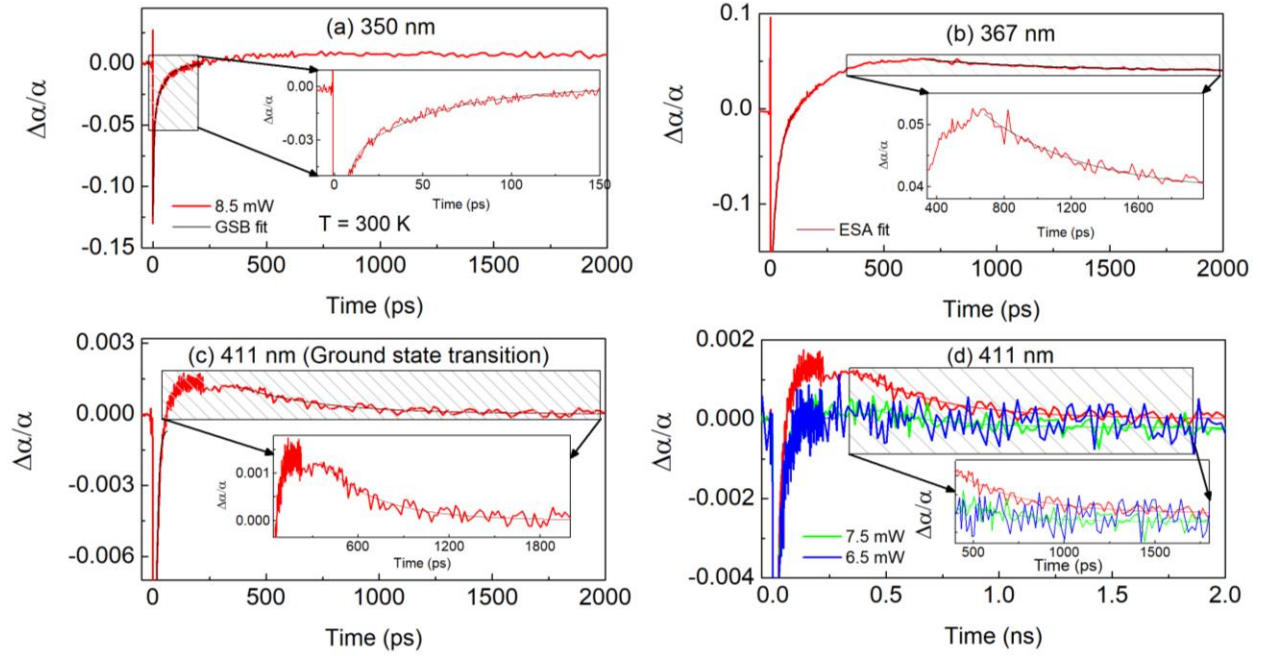 (a) 350 nm
0.00
-0.05
-0.10
-0.15
Δα/α
0.00
-0.03
Δα/α
0 50 100 150
Time (ps)
8.5 mW
GSB fit
T = 300 K
0 500 1000 1500 2000
Time (ps)
(b) 367 nm
0.1
0.0
-0.1
Δα/α
0.05
0.04
Δα/α
400 800 1200 1600
Time (ps)
ESA fit
0 500 1000 1500 2000
Time (ps)
(c) 411 nm (Ground state transition)
0.003
0.000
-0.003
-0.006
Δα/α
0.001
0.000
Δα/α
600 1200 1800
Time (ps)
0 250 500 750 1000 1250 1500 1750 2000
Time (ps)
(d) 411 nm
0.002
0.000
-0.002
-0.004
Δα/α
Δα/α
500 1000 1500
Time (ps)
7.5 mW
6.5 mW
0.0 0.5 1.0 1.5 2.0
Time (ns)